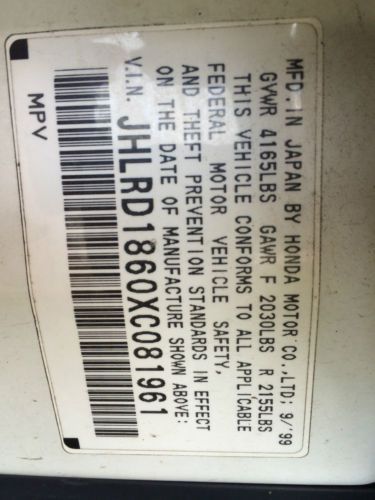 MFD. IN JAPAN BY HONDA MOTOR CO.,LTD; 9/'99
GVWR 4165LBS GAWR F 2030LBS R 2155LBS
THIS VEHICLE CONFORMS TO ALL APPLICABLE
FEDERAL MOTOR VEHICLE SAFETY,
AND THEFT PREVENTION STANDARDS IN EFFECT
ON THE DATE OF MANUFACTURE SHOWN ABOVE:
V.I.N. JHLRD1860XC081961
MPV